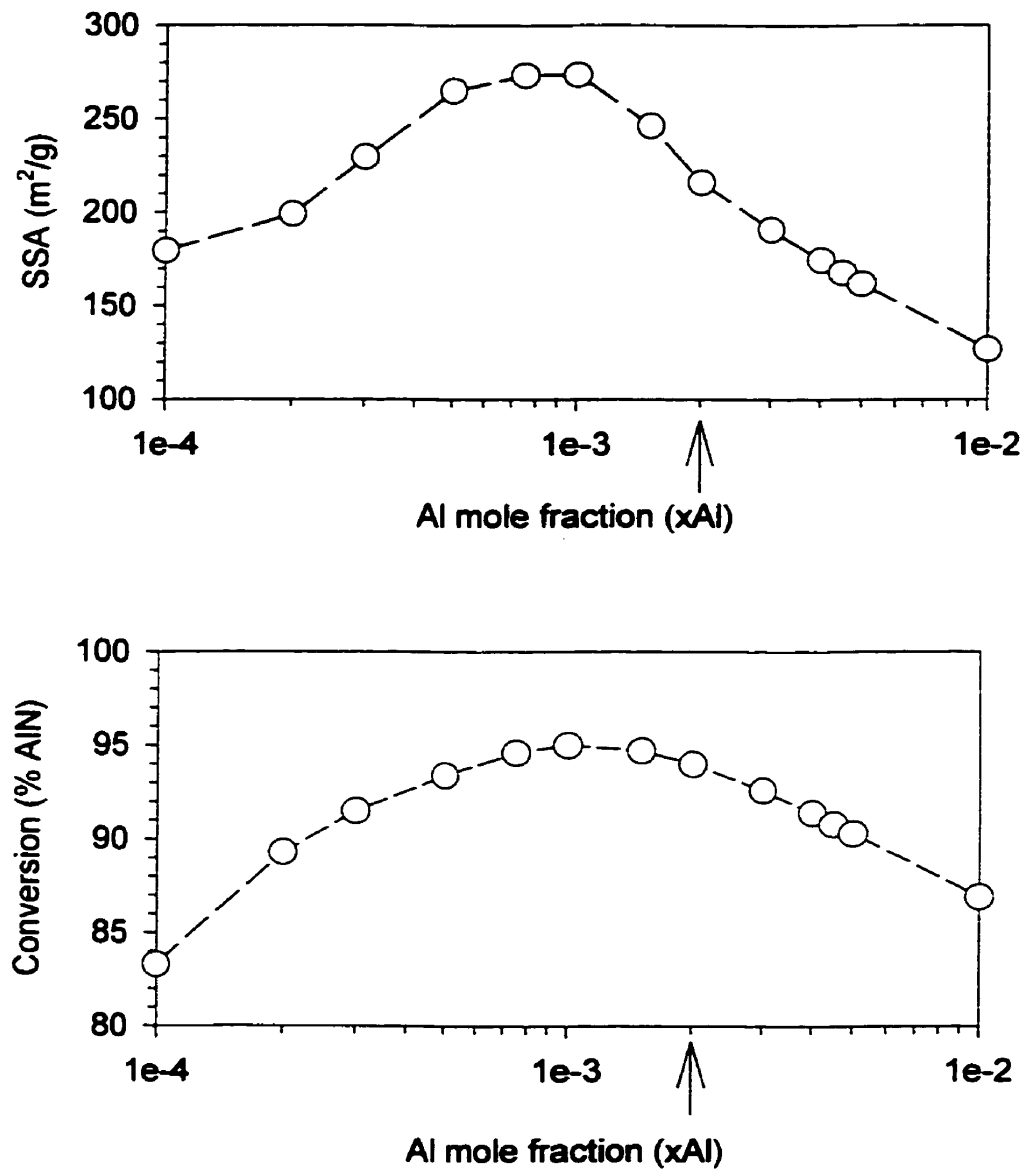 300
250
200
150
100
SSA (m²/g)
1e-4 1e-3 1e-2
Al mole fraction (xAl)
100
95
90
85
80
Conversion (% AlN)
1e-4 1e-3 1e-2
Al mole fraction (xAl)